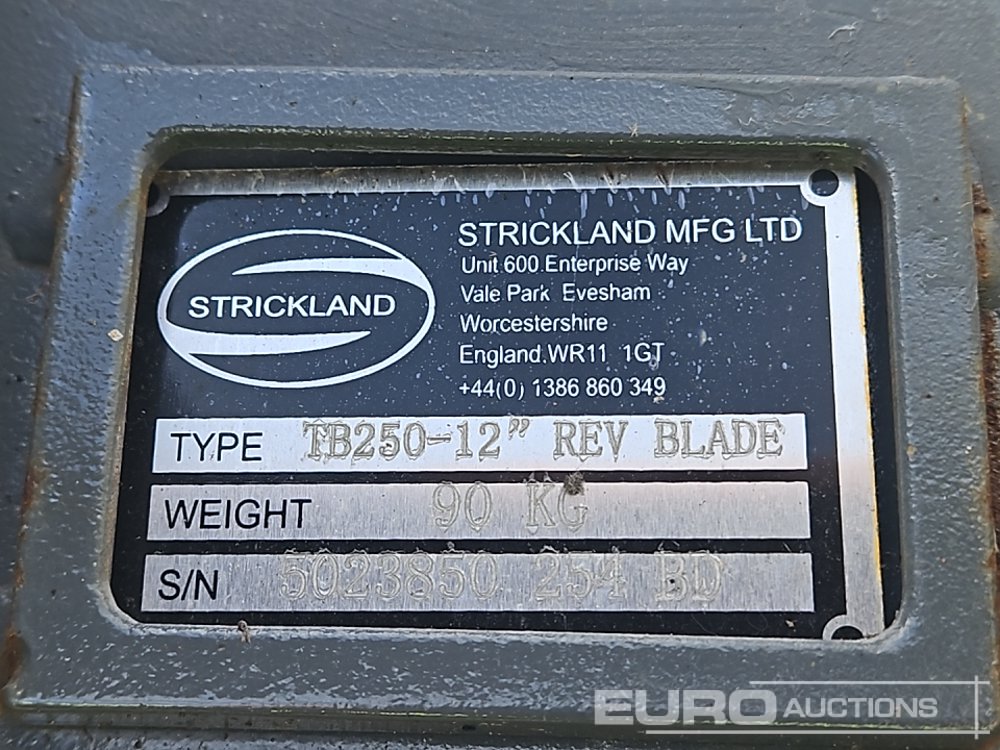 STRICKLAND
STRICKLAND MFG LTD
Unit 600 Enterprise Way
Vale Park Evesham
Worcestershire
England.WR11 1GT
+44(0) 1386 860 349
TYPE TB250-12" REV BLADE
WEIGHT 90 KG
S/N 5023850 254 BD
EURO AUCTIONS